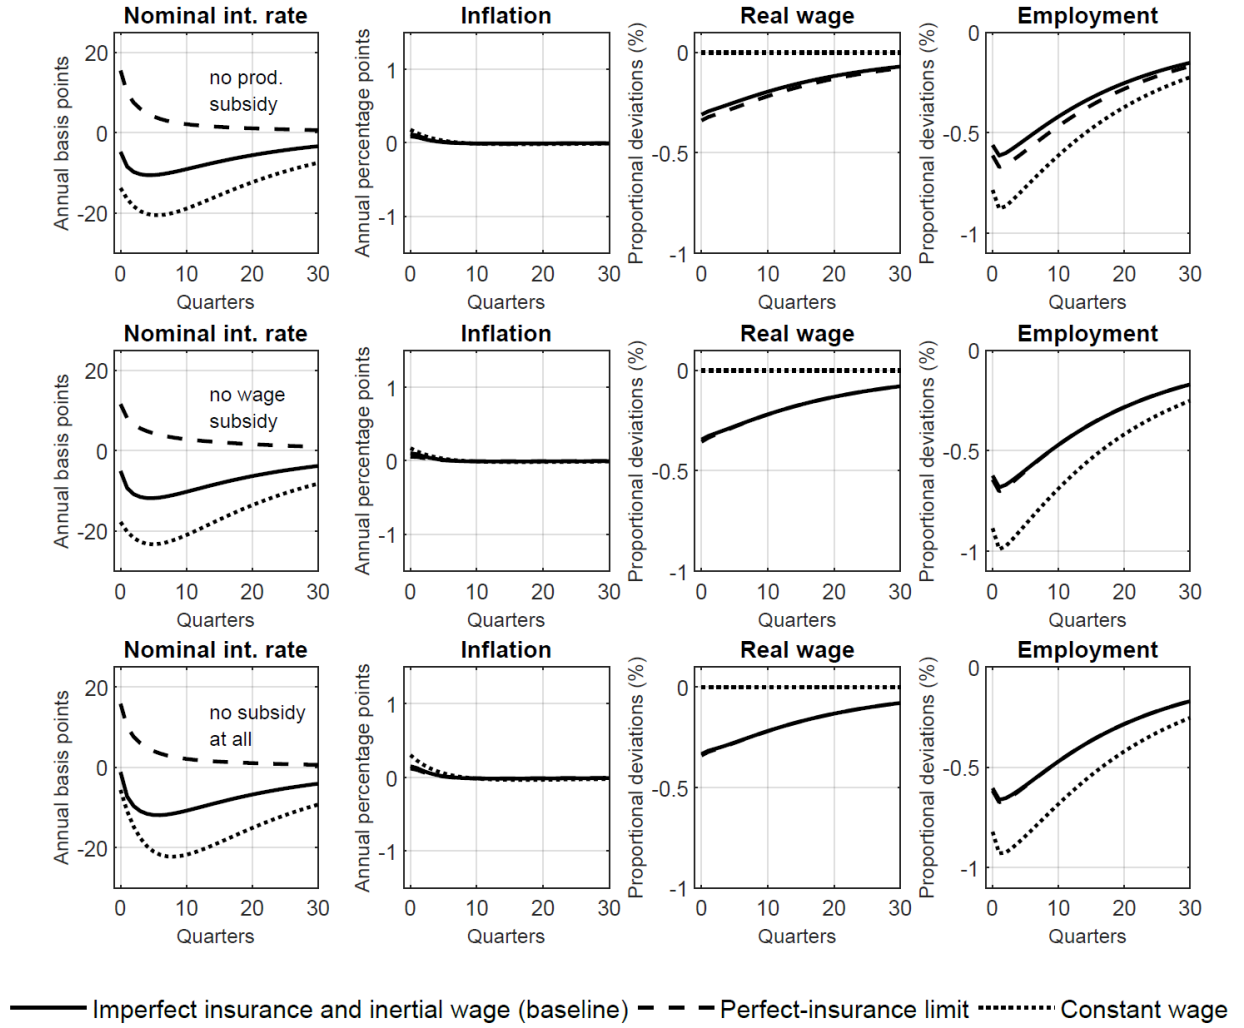 Nominal int. rate
Inflation
Real wage
Employment
Annual basis points
20
0
-20
no prod.
subsidy
0 10 20 30
Quarters
Annual percentage points
1
0
-1
0 10 20 30
Quarters
Proportional deviations (%)
0
-0.5
-1
0 10 20 30
Quarters
Proportional deviations (%)
0
-0.5
-1
0 10 20 30
Quarters
Nominal int. rate
Inflation
Real wage
Employment
Annual basis points
20
0
-20
no wage
subsidy
0 10 20 30
Quarters
Annual percentage points
1
0
-1
0 10 20 30
Quarters
Proportional deviations (%)
0
-0.5
-1
0 10 20 30
Quarters
Proportional deviations (%)
0
-0.5
-1
0 10 20 30
Quarters
Nominal int. rate
Inflation
Real wage
Employment
Annual basis points
20
0
-20
no subsidy
at all
0 10 20 30
Quarters
Annual percentage points
1
0
-1
0 10 20 30
Quarters
Proportional deviations (%)
0
-0.5
-1
0 10 20 30
Quarters
Proportional deviations (%)
0
-0.5
-1
0 10 20 30
Quarters
Imperfect insurance and inertial wage (baseline) Perfect-insurance limit Constant wage